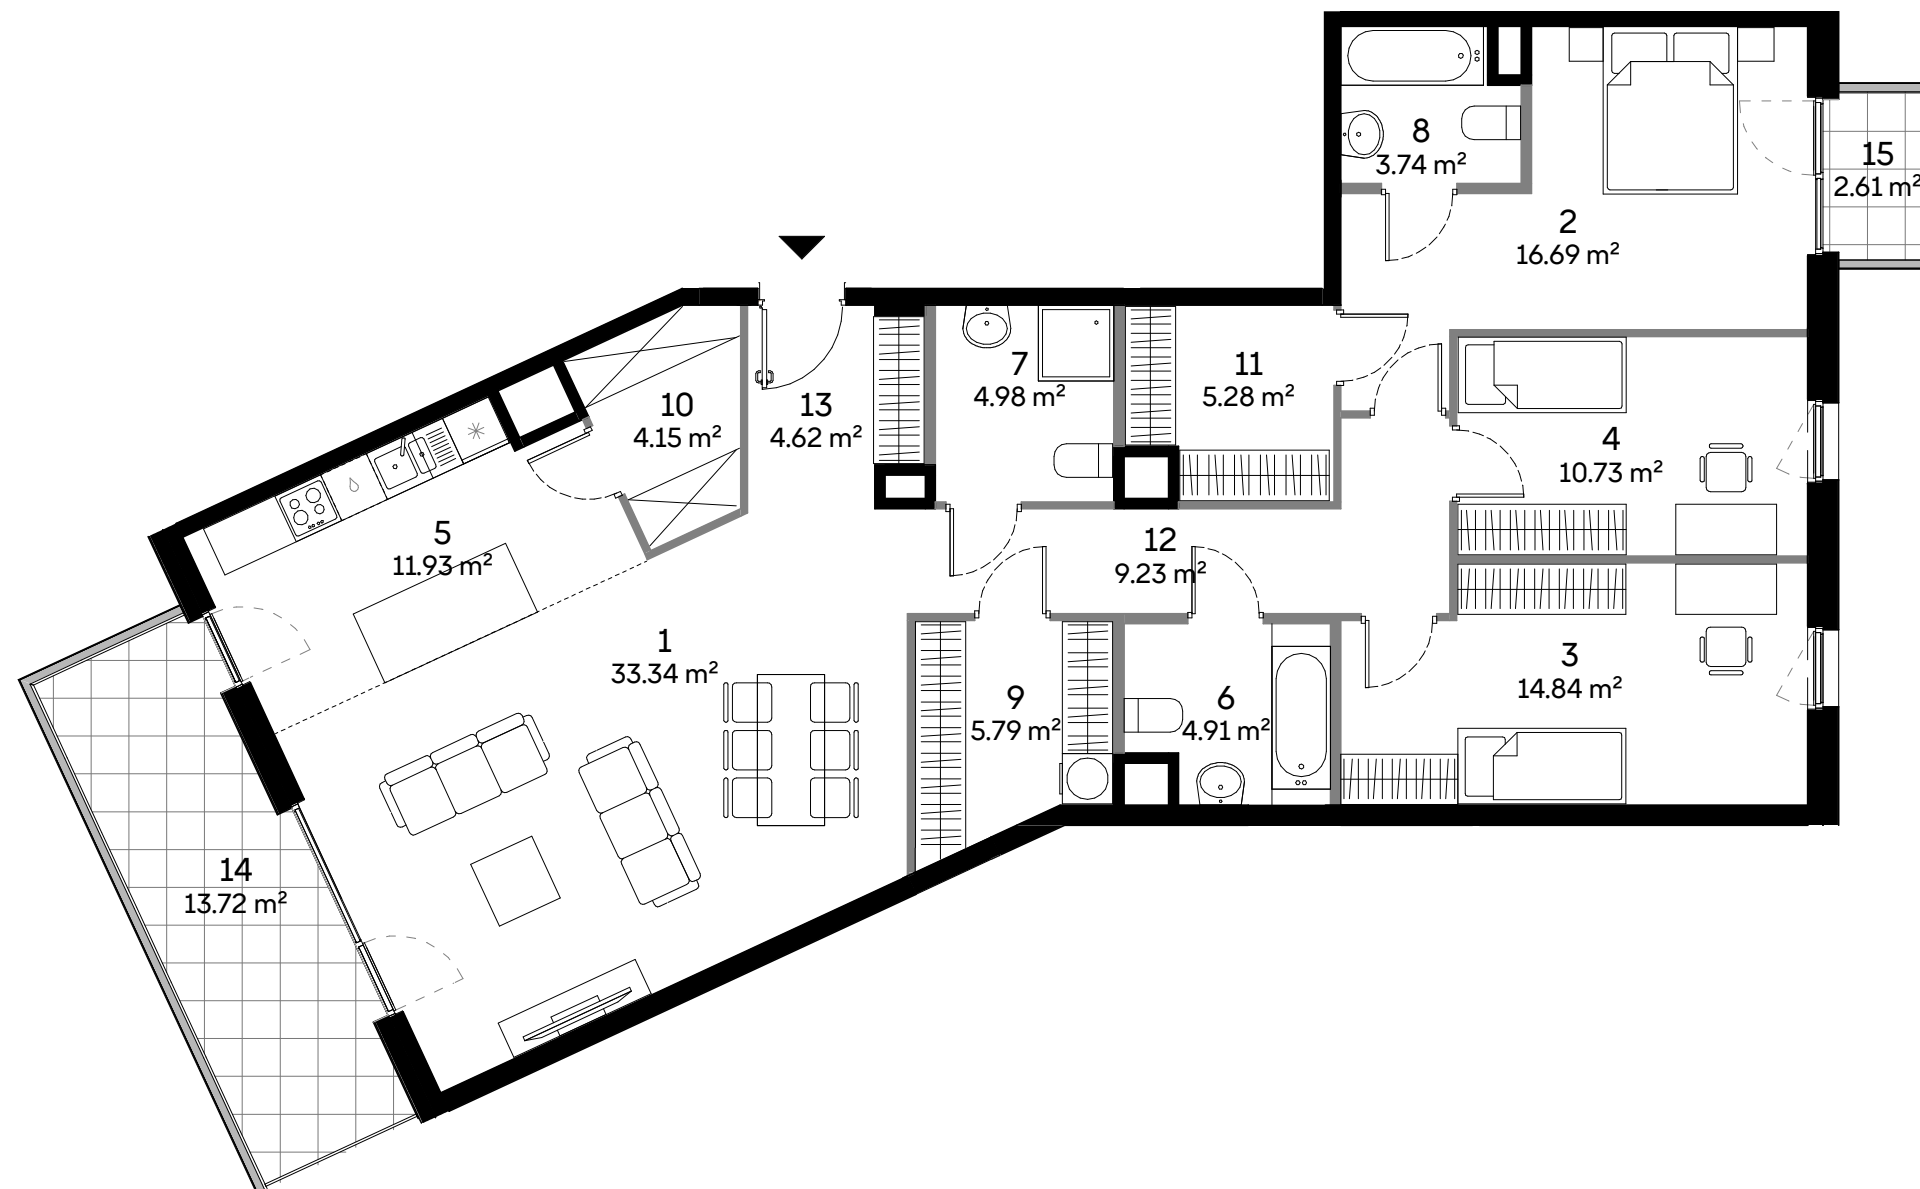 8
3.74 m²
15
2.61 m²
2
16.69 m²
7
4.98 m²
11
5.28 m²
10
4.15 m²
13
4.62 m²
4
10.73 m²
5
11.93 m²
12
9.23 m²
1
33.34 m²
3
14.84 m²
9
5.79 m²
6
4.91 m²
14
13.72 m²